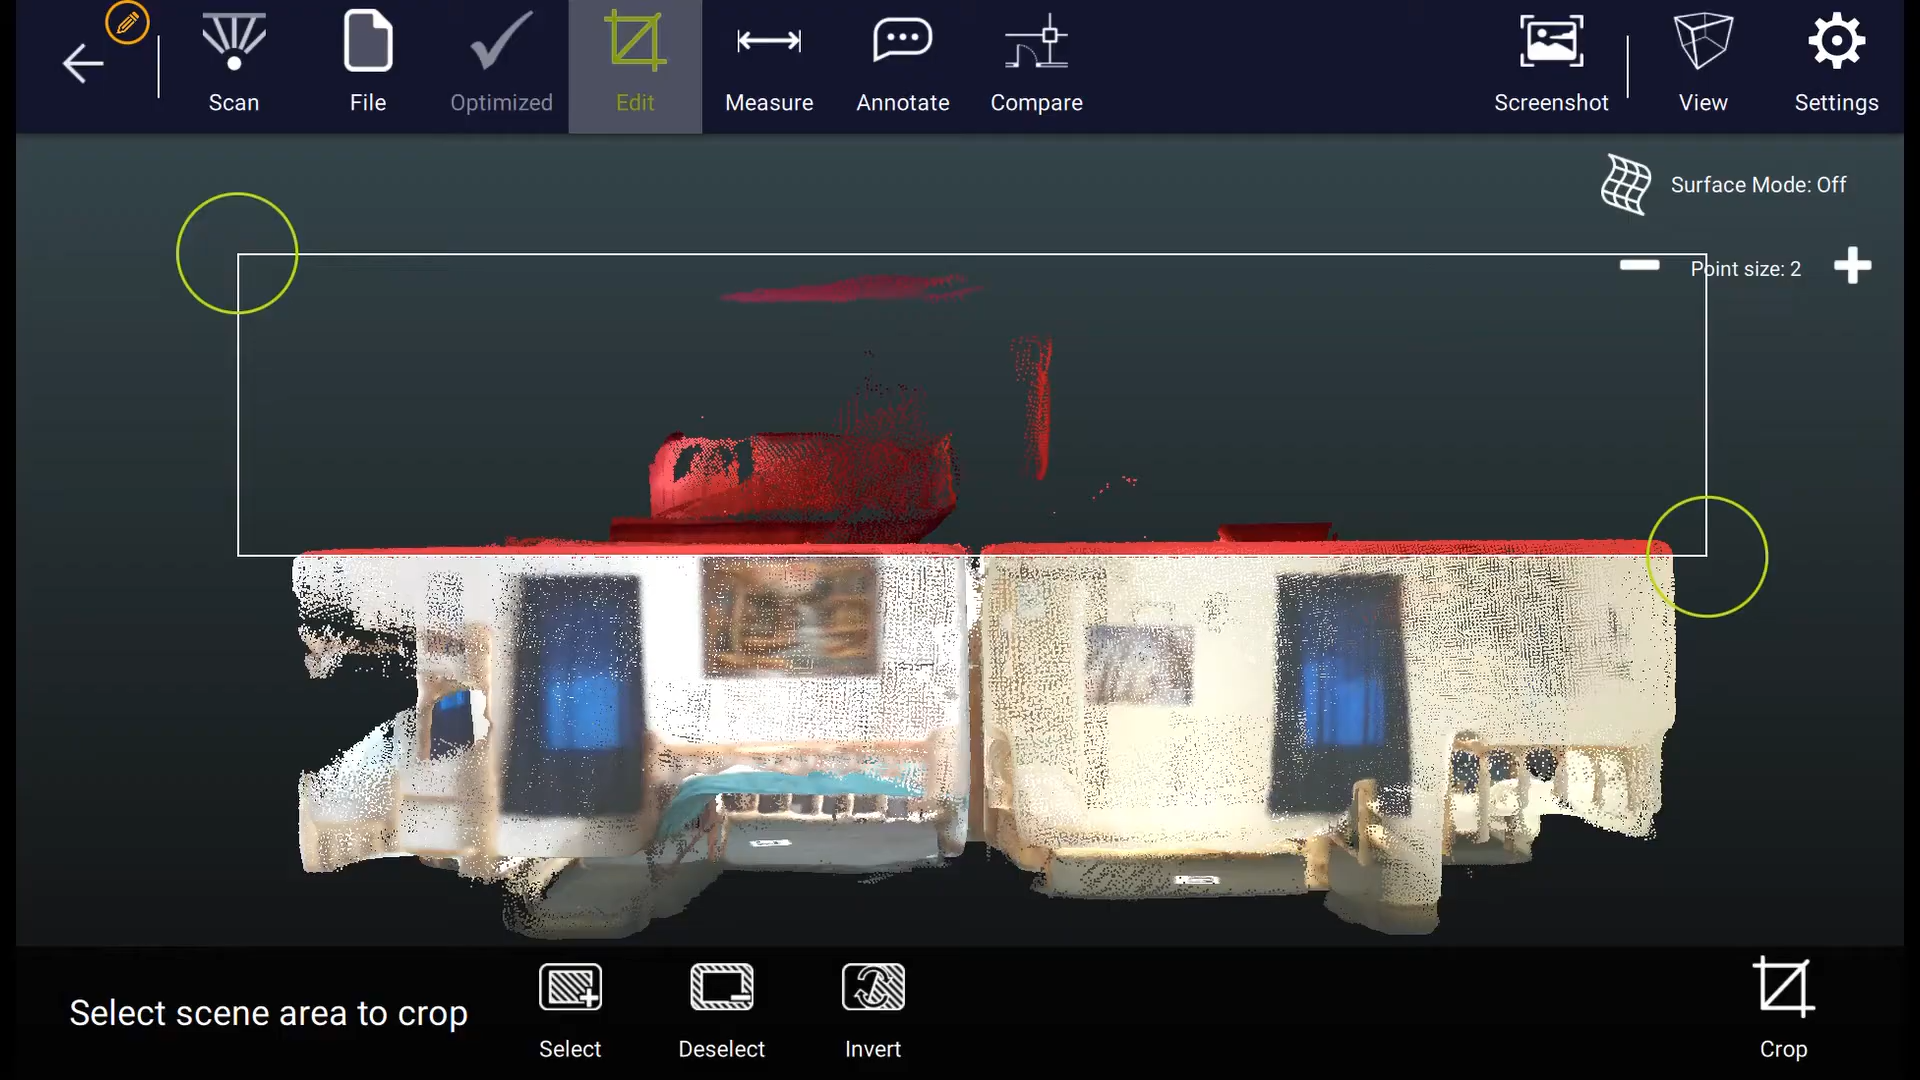 Scan
File
Optimized
Edit
Measure
Annotate
Compare
Screenshot
View
Settings
Surface Mode: Off
Point size: 2
Select scene area to crop
Select
Deselect
Invert
Crop